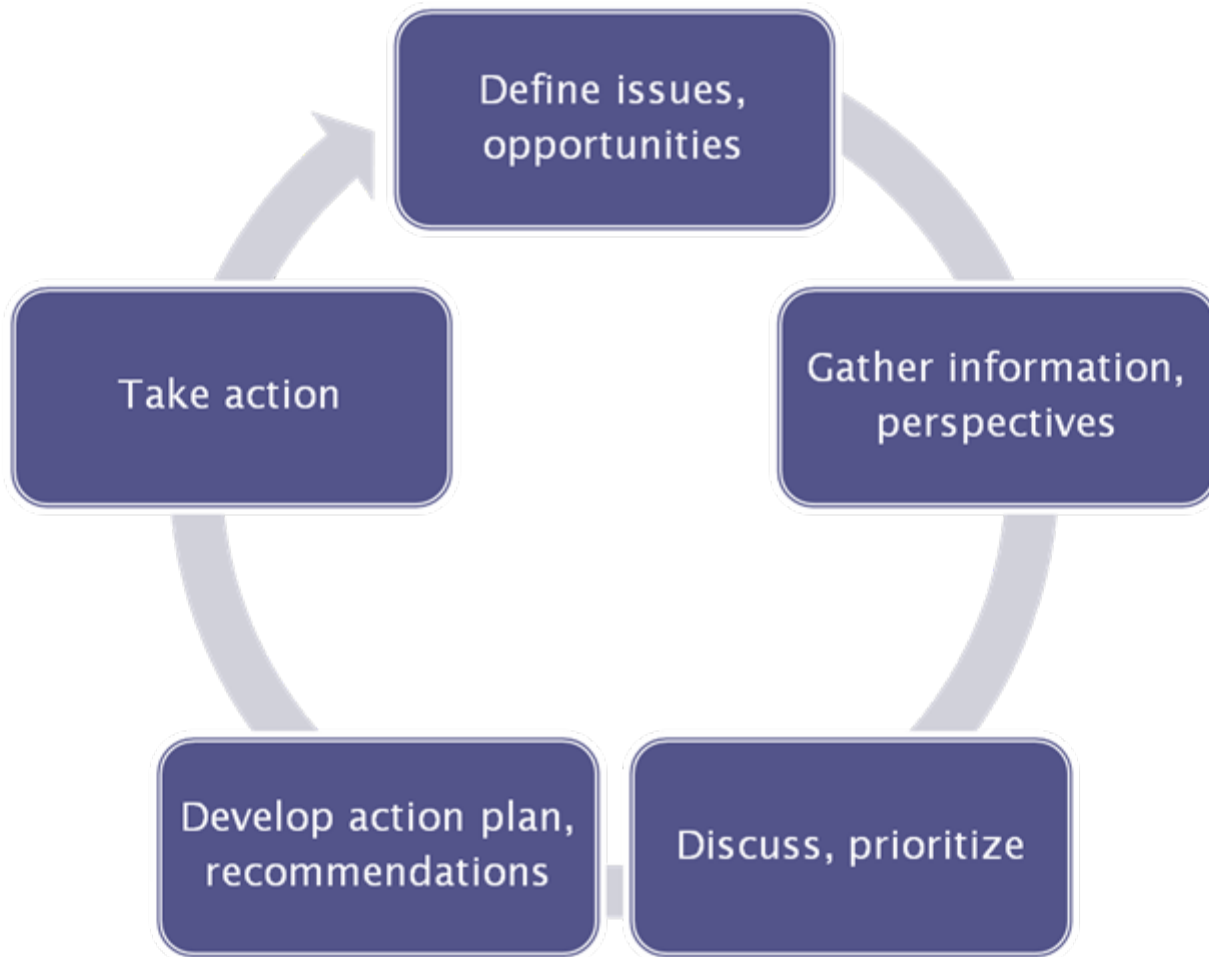 Define issues,
opportunities
Gather information,
perspectives
Discuss, prioritize
Develop action plan,
recommendations
Take action